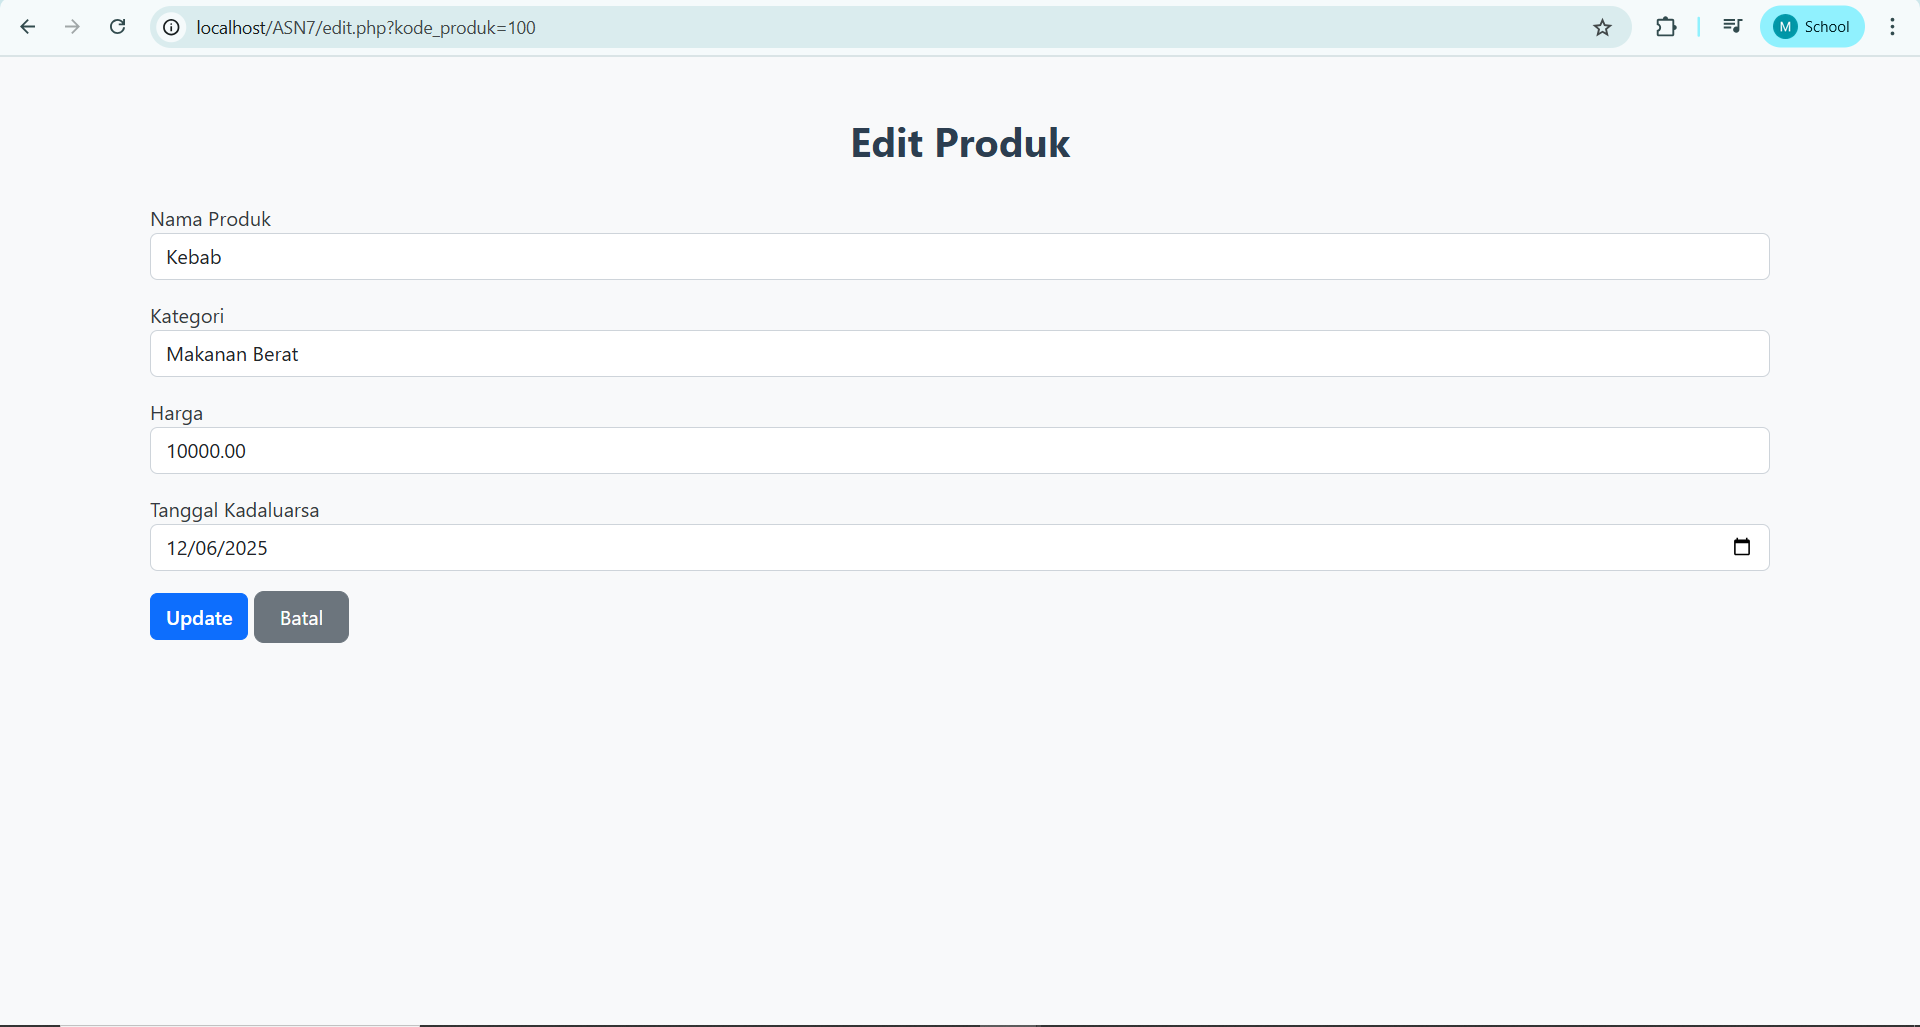 localhost/ASN7/edit.php?kode_produk=100
M School
Edit Produk
Nama Produk
Kebab
Kategori
Makanan Berat
Harga
10000.00
Tanggal Kadaluarsa
12/06/2025
Update Batal